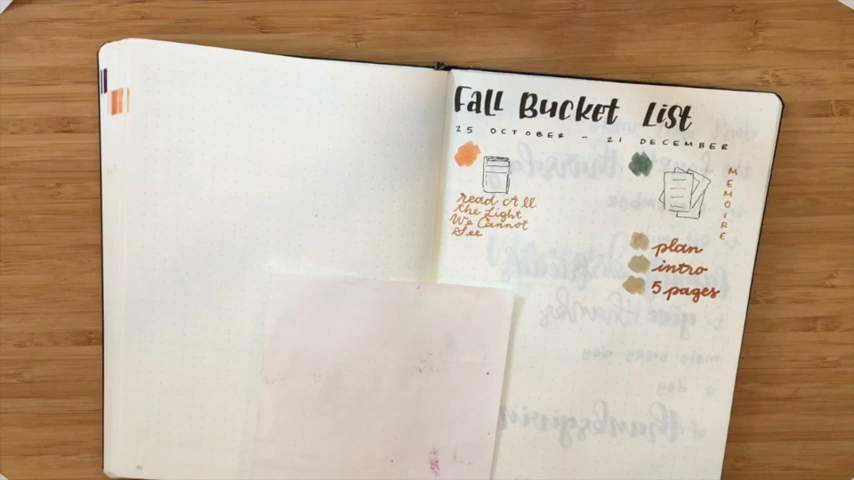 Fall Bucket List
25 OCTOBER - 21 DECEMBER
read All
the Light
We Cannot
See
MEMOIRE
plan
intro
5 pages